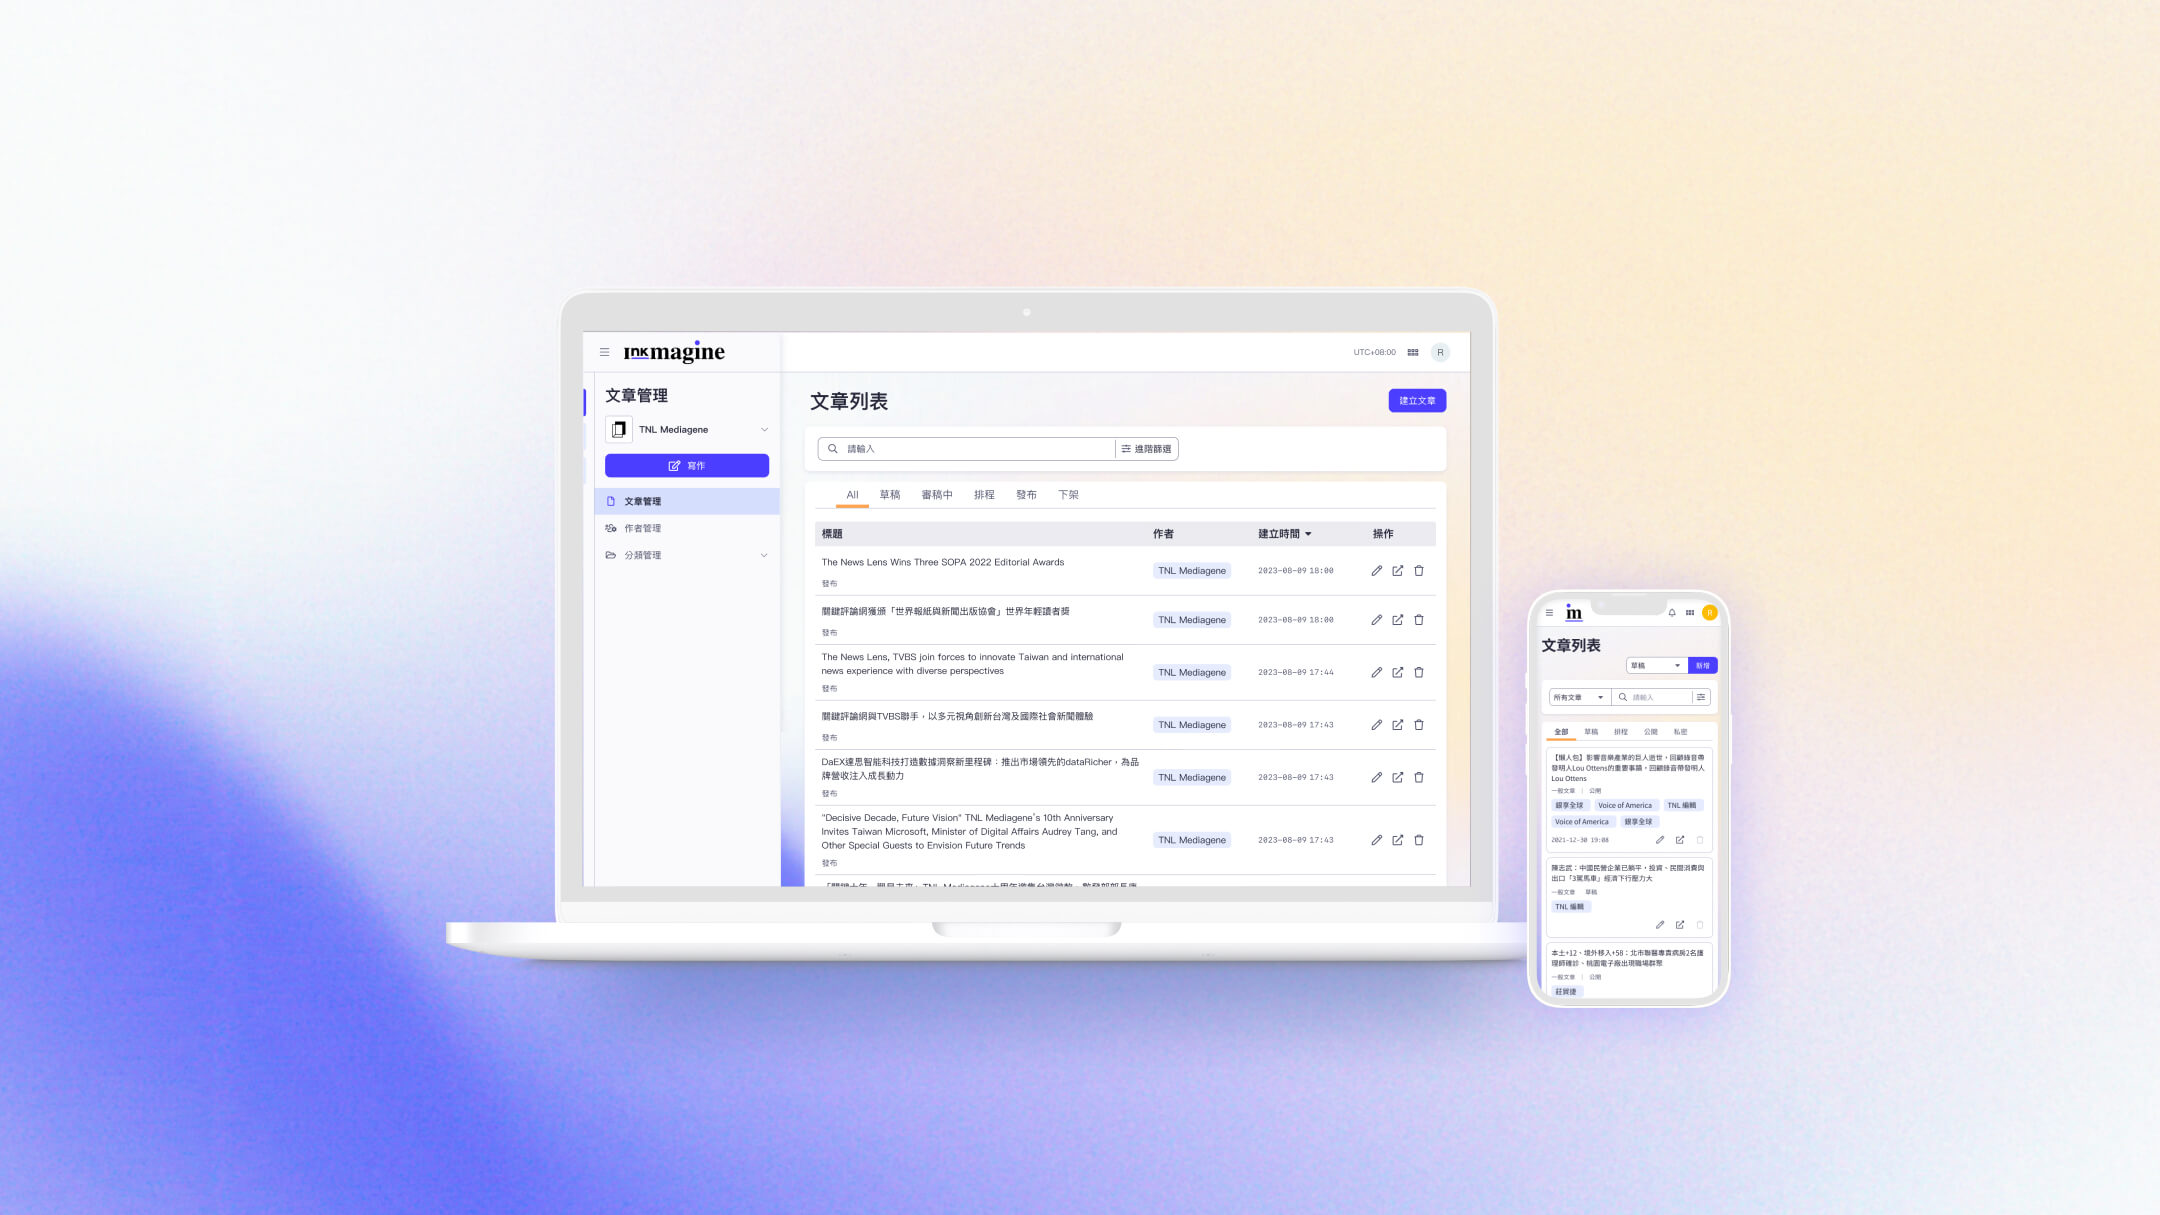 INKmagine
UTC+08:00
R
文章管理
TNL Mediagene
寫作
文章管理
作者管理
分類管理
文章列表
建立文章
請輸入
進階篩選
All 草稿 審稿中 排程 發布 下架
標題 作者 建立時間 操作
The News Lens Wins Three SOPA 2022 Editorial Awards
發布
TNL Mediagene
2023-08-09 18:00
關鍵評論網獲頒「世界報紙與新聞出版協會」世界年輕讀者獎
發布
TNL Mediagene
2023-08-09 18:00
The News Lens, TVBS join forces to innovate Taiwan and international
news experience with diverse perspectives
發布
TNL Mediagene
2023-08-09 17:44
關鍵評論網與TVBS聯手，以多元視角創新台灣及國際社會新聞體驗
發布
TNL Mediagene
2023-08-09 17:43
DaEX達思智能科技打造數據洞察新里程碑：推出市場領先的dataRicher，為品
牌營收注入成長動力
發布
TNL Mediagene
2023-08-09 17:43
"Decisive Decade, Future Vision" TNL Mediagene's 10th Anniversary
Invites Taiwan Microsoft, Minister of Digital Affairs Audrey Tang, and
Other Special Guests to Envision Future Trends
發布
TNL Mediagene
2023-08-09 17:43
im
R
文章列表
草稿
新增
所有文章
請輸入
全部 草稿 排程 公開 私密
【懶人包】影響音樂產業的巨人逝世，回顧錄音帶
發明人Lou Ottens的重要事蹟，回顧錄音帶發明人
Lou Ottens
一般文章 | 公開
銀享全球 Voice of America TNL 編輯
Voice of America 銀享全球
2021-12-30 19:08
陳志武：中國民營企業已躺平，投資、民間消費與
出口「3駕馬車」經濟下行壓力大
一般文章 草稿
TNL 編輯
本土+12、境外移入+58：北市聯醫專責病房2名護
理師確診、桃園電子廠出現職場群聚
一般文章 | 公開
莊貿捷